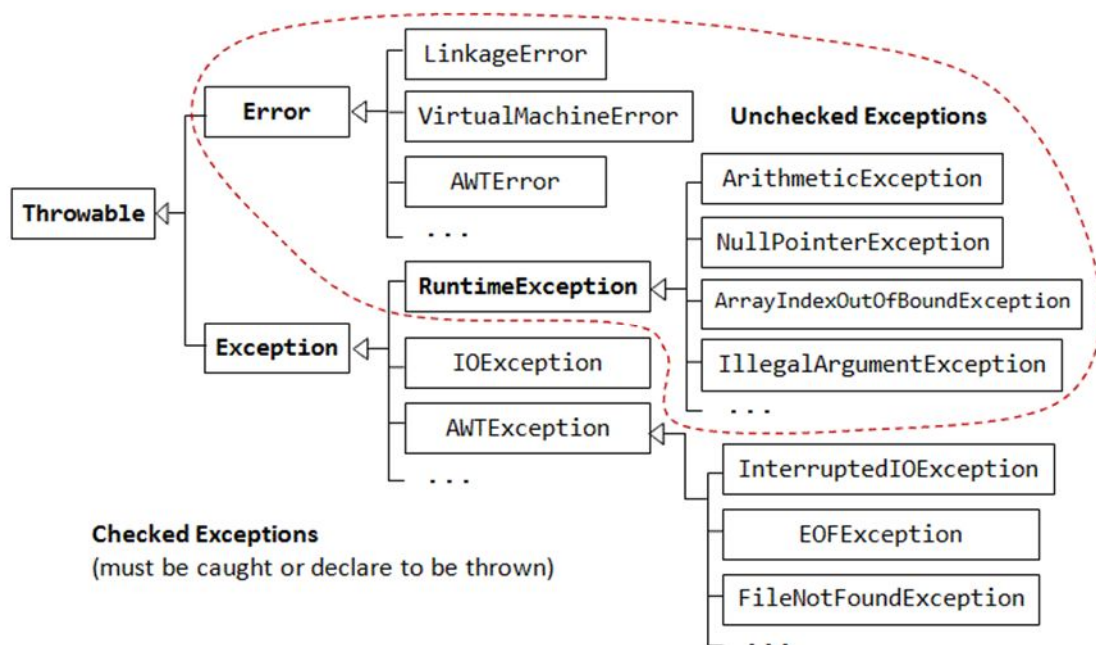 LinkageError
Error
VirtualMachineError
Unchecked Exceptions
AWTError
ArithmeticException
Throwable
...
NullPointerException
RuntimeException
ArrayIndexOutOfBoundException
Exception
IOException
IllegalArgumentException
AWTException
...
...
InterruptedIOException
Checked Exceptions
(must be caught or declare to be thrown)
EOFException
FileNotFoundException
...